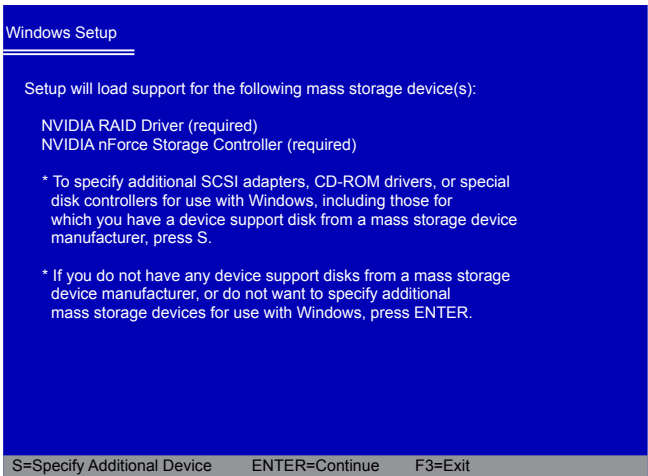 Windows Setup
Setup will load support for the following mass storage device(s):
NVIDIA RAID Driver (required)
NVIDIA nForce Storage Controller (required)
* To specify additional SCSI adapters, CD-ROM drivers, or special
disk controllers for use with Windows, including those for
which you have a device support disk from a mass storage device
manufacturer, press S.
* If you do not have any device support disks from a mass storage
device manufacturer, or do not want to specify additional
mass storage devices for use with Windows, press ENTER.
S=Specify Additional Device ENTER=Continue F3=Exit